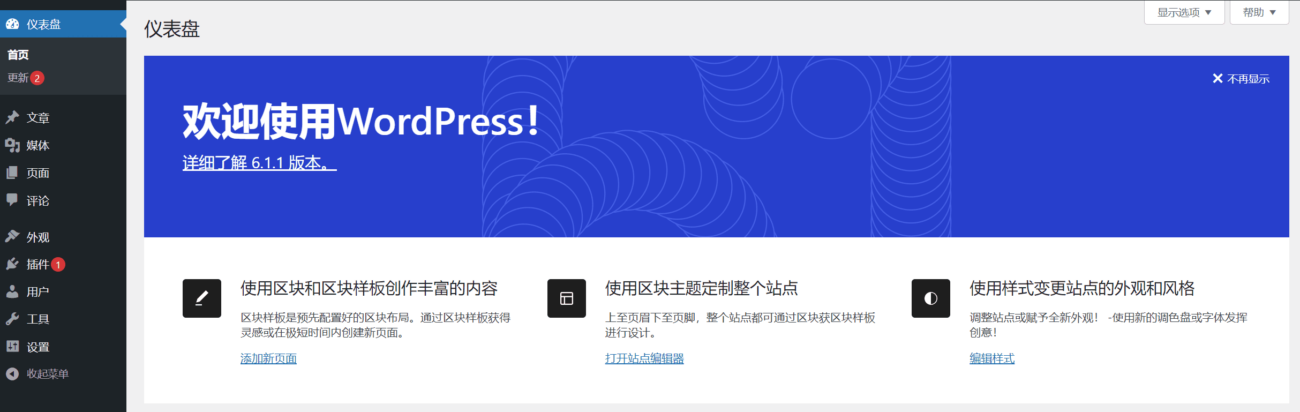 显示选项
帮助
仪表盘
首页
更新 2
文章
媒体
页面
评论
外观
插件 1
用户
工具
设置
收起菜单
仪表盘
不再显示
欢迎使用WordPress！
详细了解 6.1.1 版本。
使用区块和区块样板创作丰富的内容
区块样板是预先配置好的区块布局。通过区块样板获得
灵感或在极短时间内创建新页面。
添加新页面
使用区块主题定制整个站点
上至页眉下至页脚，整个站点都可通过区块获区块样板
进行设计。
打开站点编辑器
使用样式变更站点的外观和风格
调整站点或赋予全新外观！ -使用新的调色盘或字体发挥
创意！
编辑样式